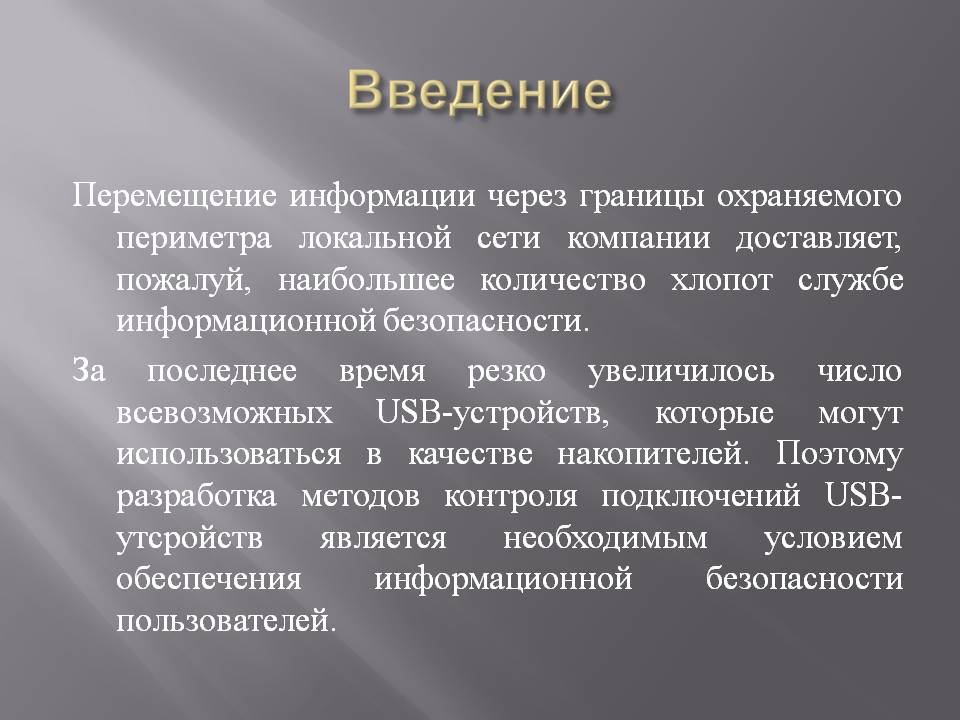 Введение
Перемещение информации через границы охраняемого
периметра локальной сети компании доставляет,
пожалуй, наибольшее количество хлопот службе
информационной безопасности.
За последнее время резко увеличилось число
всевозможных USB-устройств, которые могут
использоваться в качестве накопителей. Поэтому
разработка методов контроля подключений USB-
утсройств является необходимым условием
обеспечения информационной безопасности
пользователей.